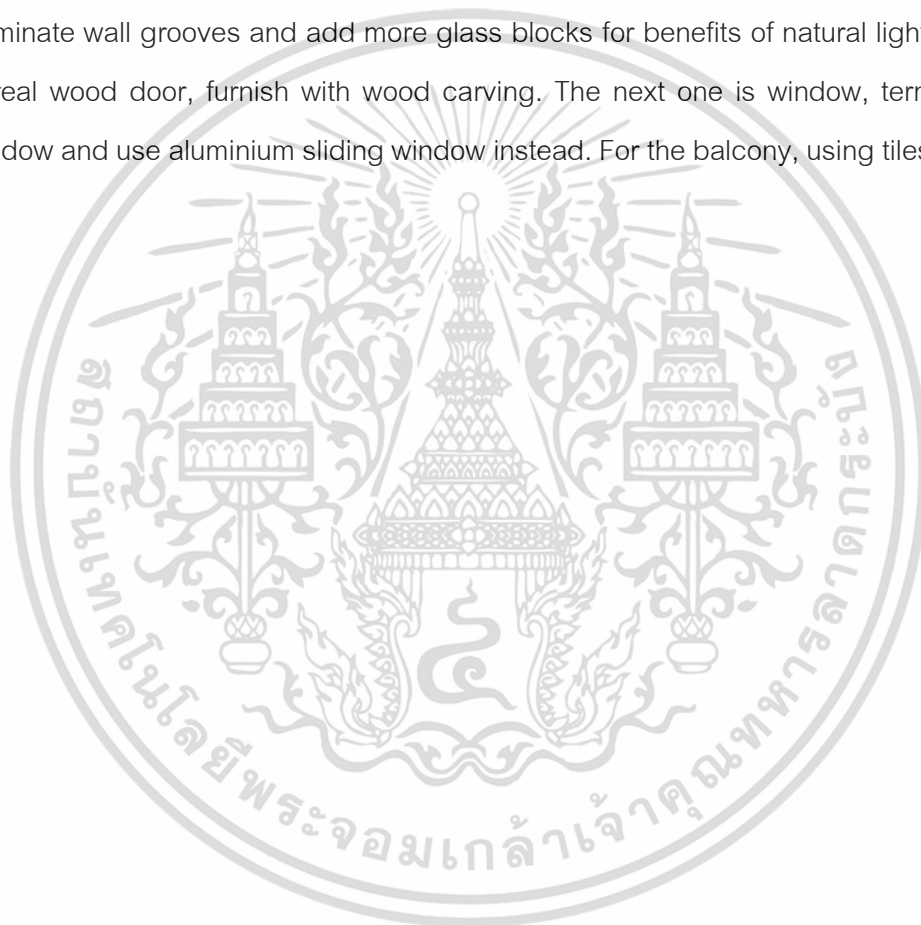 minate wall grooves and add more glass blocks for benefits of natural light
real wood door, furnish with wood carving. The next one is window, tern
dow and use aluminium sliding window instead. For the balcony, using tiles
สถาบันเทคโนโลยีพระจอมเกล้าเจ้าคุณทหารลาดกระบัง